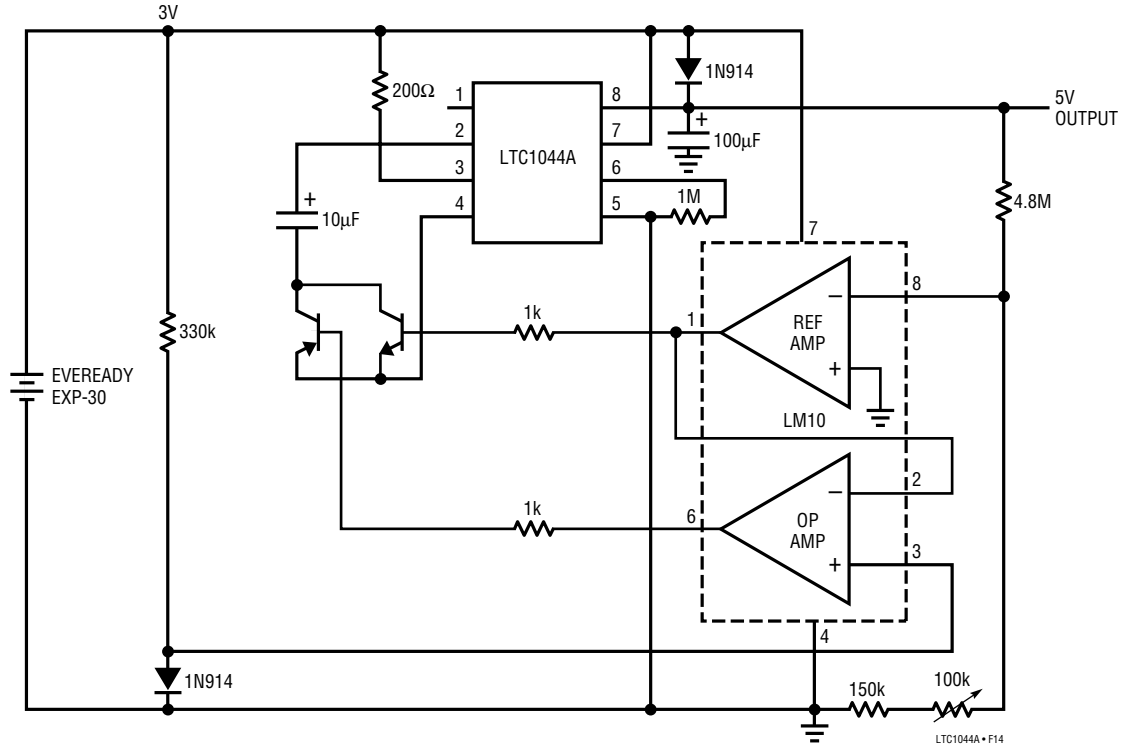 3V
200Ω
1
2
3
4
LTC1044A
8
7
6
5
1N914
+
100µF
5V
OUTPUT
1M
4.8M
+
10µF
330k
EVEREADY
EXP-30
1k
1
7
8
–
REF
AMP
+
LM10
1k
6
–
2
OP
AMP
+
3
4
1N914
150k
100k
LTC1044A • F14